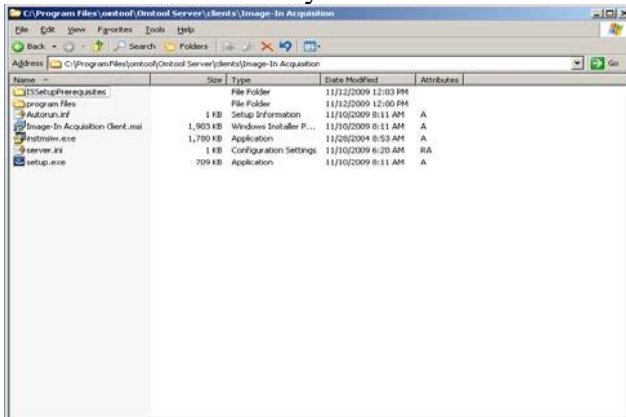 C:\Program Files\omtool\Omtool Server\clients\Image-In Acquisition
File Edit View Favorites Tools Help
Back Search Folders
Address C:\Program Files\omtool\Omtool Server\clients\Image-In Acquisition Go
Name Size Type Date Modified Attributes
ISSetupPrerequisites File Folder 11/12/2009 12:03 PM
program files File Folder 11/12/2009 12:00 PM
Autorun.inf 1 KB Setup Information 11/10/2009 8:11 AM A
Image-In Acquisition Client.msi 1,903 KB Windows Installer P... 11/10/2009 8:11 AM A
instmsiw.exe 1,780 KB Application 11/28/2004 8:53 AM A
server.ini 1 KB Configuration Settings 11/10/2009 6:20 AM RA
setup.exe 709 KB Application 11/10/2009 8:11 AM A